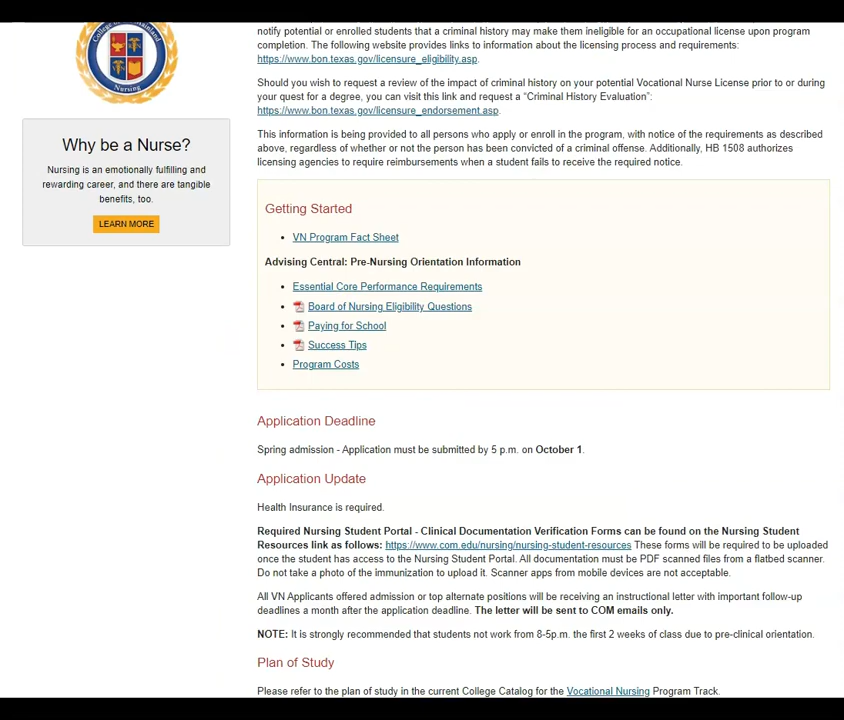 College of the Mainland
Nursing
Why be a Nurse?
Nursing is an emotionally fulfilling and
rewarding career, and there are tangible
benefits, too.
LEARN MORE
notify potential or enrolled students that a criminal history may make them ineligible for an occupational license upon program
completion. The following website provides links to information about the licensing process and requirements:
https://www.bon.texas.gov/licensure_eligibility.asp.
Should you wish to request a review of the impact of criminal history on your potential Vocational Nurse License prior to or during
your quest for a degree, you can visit this link and request a “Criminal History Evaluation”:
https://www.bon.texas.gov/licensure_endorsement.asp.
This information is being provided to all persons who apply or enroll in the program, with notice of the requirements as described
above, regardless of whether or not the person has been convicted of a criminal offense. Additionally, HB 1508 authorizes
licensing agencies to require reimbursements when a student fails to receive the required notice.
Getting Started
• VN Program Fact Sheet
Advising Central: Pre-Nursing Orientation Information
• Essential Core Performance Requirements
• Board of Nursing Eligibility Questions
• Paying for School
• Success Tips
• Program Costs
Application Deadline
Spring admission - Application must be submitted by 5 p.m. on October 1.
Application Update
Health Insurance is required.
Required Nursing Student Portal - Clinical Documentation Verification Forms can be found on the Nursing Student
Resources link as follows: https://www.com.edu/nursing/nursing-student-resources These forms will be required to be uploaded
once the student has access to the Nursing Student Portal. All documentation must be PDF scanned files from a flatbed scanner.
Do not take a photo of the immunization to upload it. Scanner apps from mobile devices are not acceptable.
All VN Applicants offered admission or top alternate positions will be receiving an instructional letter with important follow-up
deadlines a month after the application deadline. The letter will be sent to COM emails only.
NOTE: It is strongly recommended that students not work from 8-5p.m. the first 2 weeks of class due to pre-clinical orientation.
Plan of Study
Please refer to the plan of study in the current College Catalog for the Vocational Nursing Program Track.